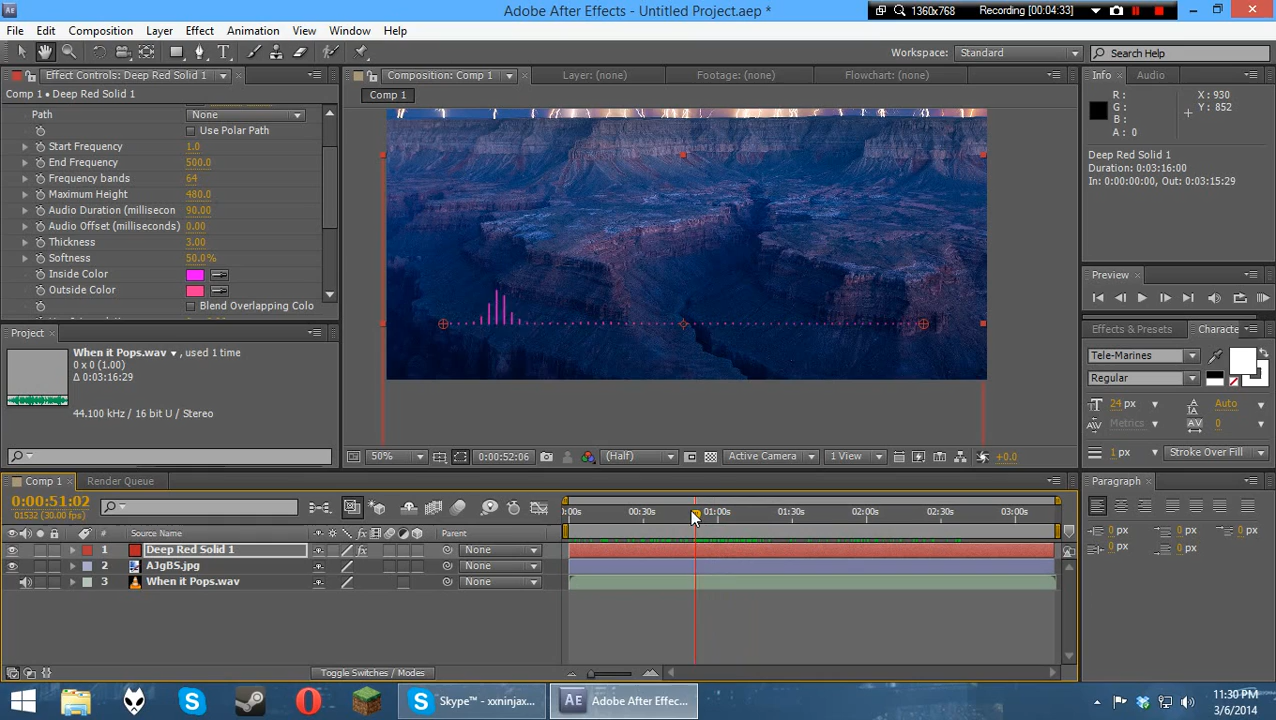 Adobe After Effects - Untitled Project.aep *
1360x768
Recording [00:04:33]
File Edit Composition Layer Effect Animation View Window Help
Workspace: Standard
Search Help
Effect Controls: Deep Red Solid 1
Comp 1 • Deep Red Solid 1
Path None
Use Polar Path
Start Frequency 1.0
End Frequency 500.0
Frequency bands 64
Maximum Height 480.0
Audio Duration (millisecon 90.00
Audio Offset (milliseconds) 0.00
Thickness 3.00
Softness 50.0%
Inside Color
Outside Color
Blend Overlapping Colo
Project
When it Pops.wav , used 1 time
0 x 0 (1.00)
Δ 0:03:16:29
44.100 kHz / 16 bit U / Stereo
Composition: Comp 1
Layer: (none)
Footage: (none)
Flowchart: (none)
Comp 1
50%
0:00:52:06
(Half)
Active Camera
1 View
+0.0
Info
Audio
R :
G :
B :
A : 0
X : 930
Y : 852
Deep Red Solid 1
Duration: 0:03:16:00
In: 0:00:00:00, Out: 0:03:15:29
Preview
Effects & Presets
Characte
Tele-Marines
Regular
24 px
Auto
Metrics
0
1 px
Stroke Over Fill
Paragraph
0 px 0 px 0 px
0 px 0 px
Comp 1
Render Queue
0:00:51:02
01532 (30.00 fps)
:00s 00:30s 01:00s 01:30s 02:00s 02:30s 03:00s
# Source Name
Parent
1 Deep Red Solid 1 None
2 AJgBS.jpg None
3 When it Pops.wav None
Toggle Switches / Modes
Skype™ - xxninjax...
Adobe After Effec...
11:30 PM
3/6/2014